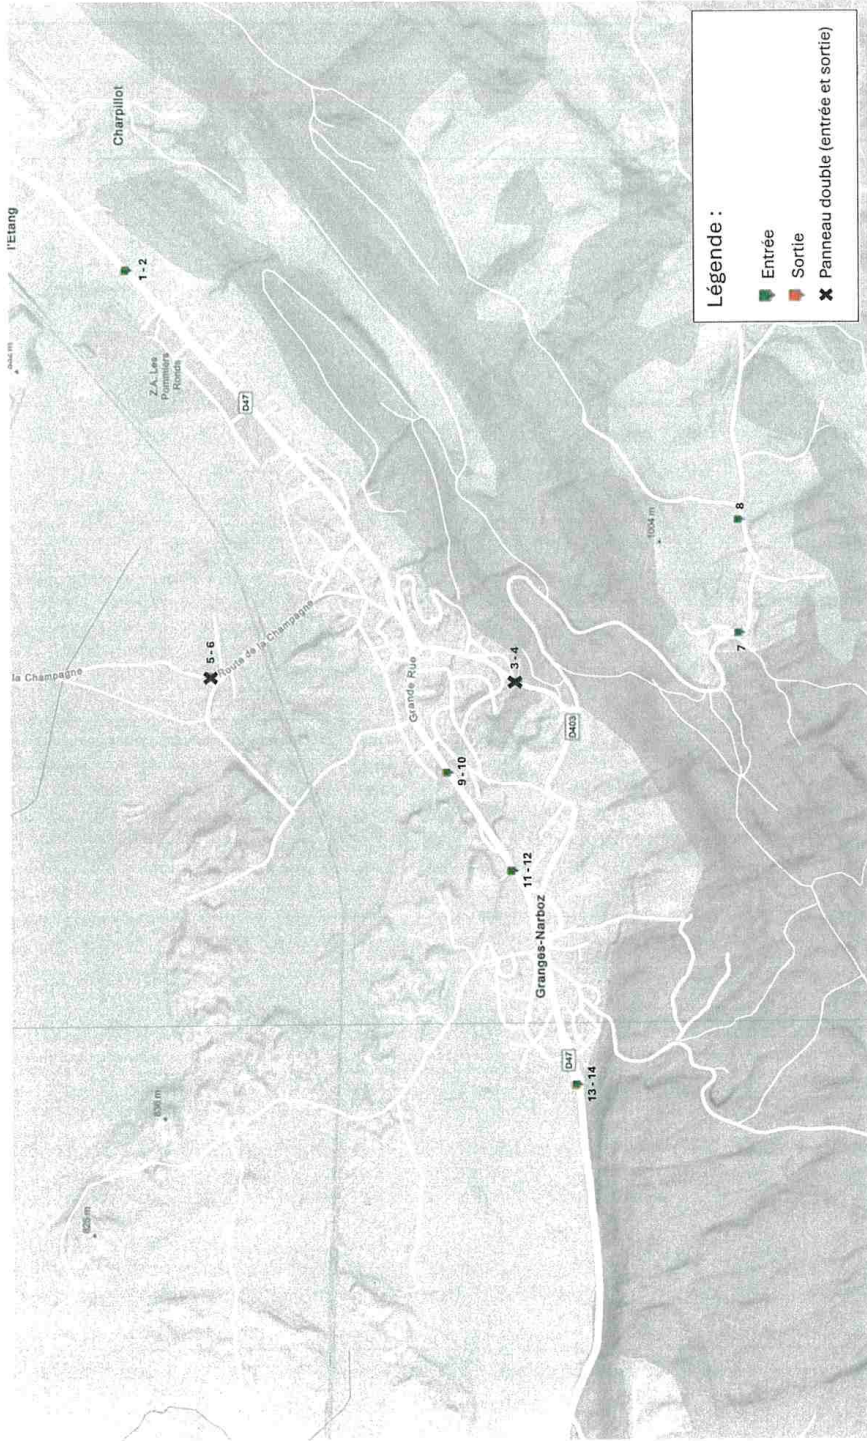 l'Etang
Charpillot
1 - 2
Z.A. Les
Pommiers
Ronds
D47
la Champagne
5 - 6
Route de la Champagne
Grande Rue
3 - 4
D403
9 - 10
11 - 12
Granges-Narboz
D47
13 - 14
1004 m
8
7
Légende :
Entrée
Sortie
Panneau double (entrée et sortie)